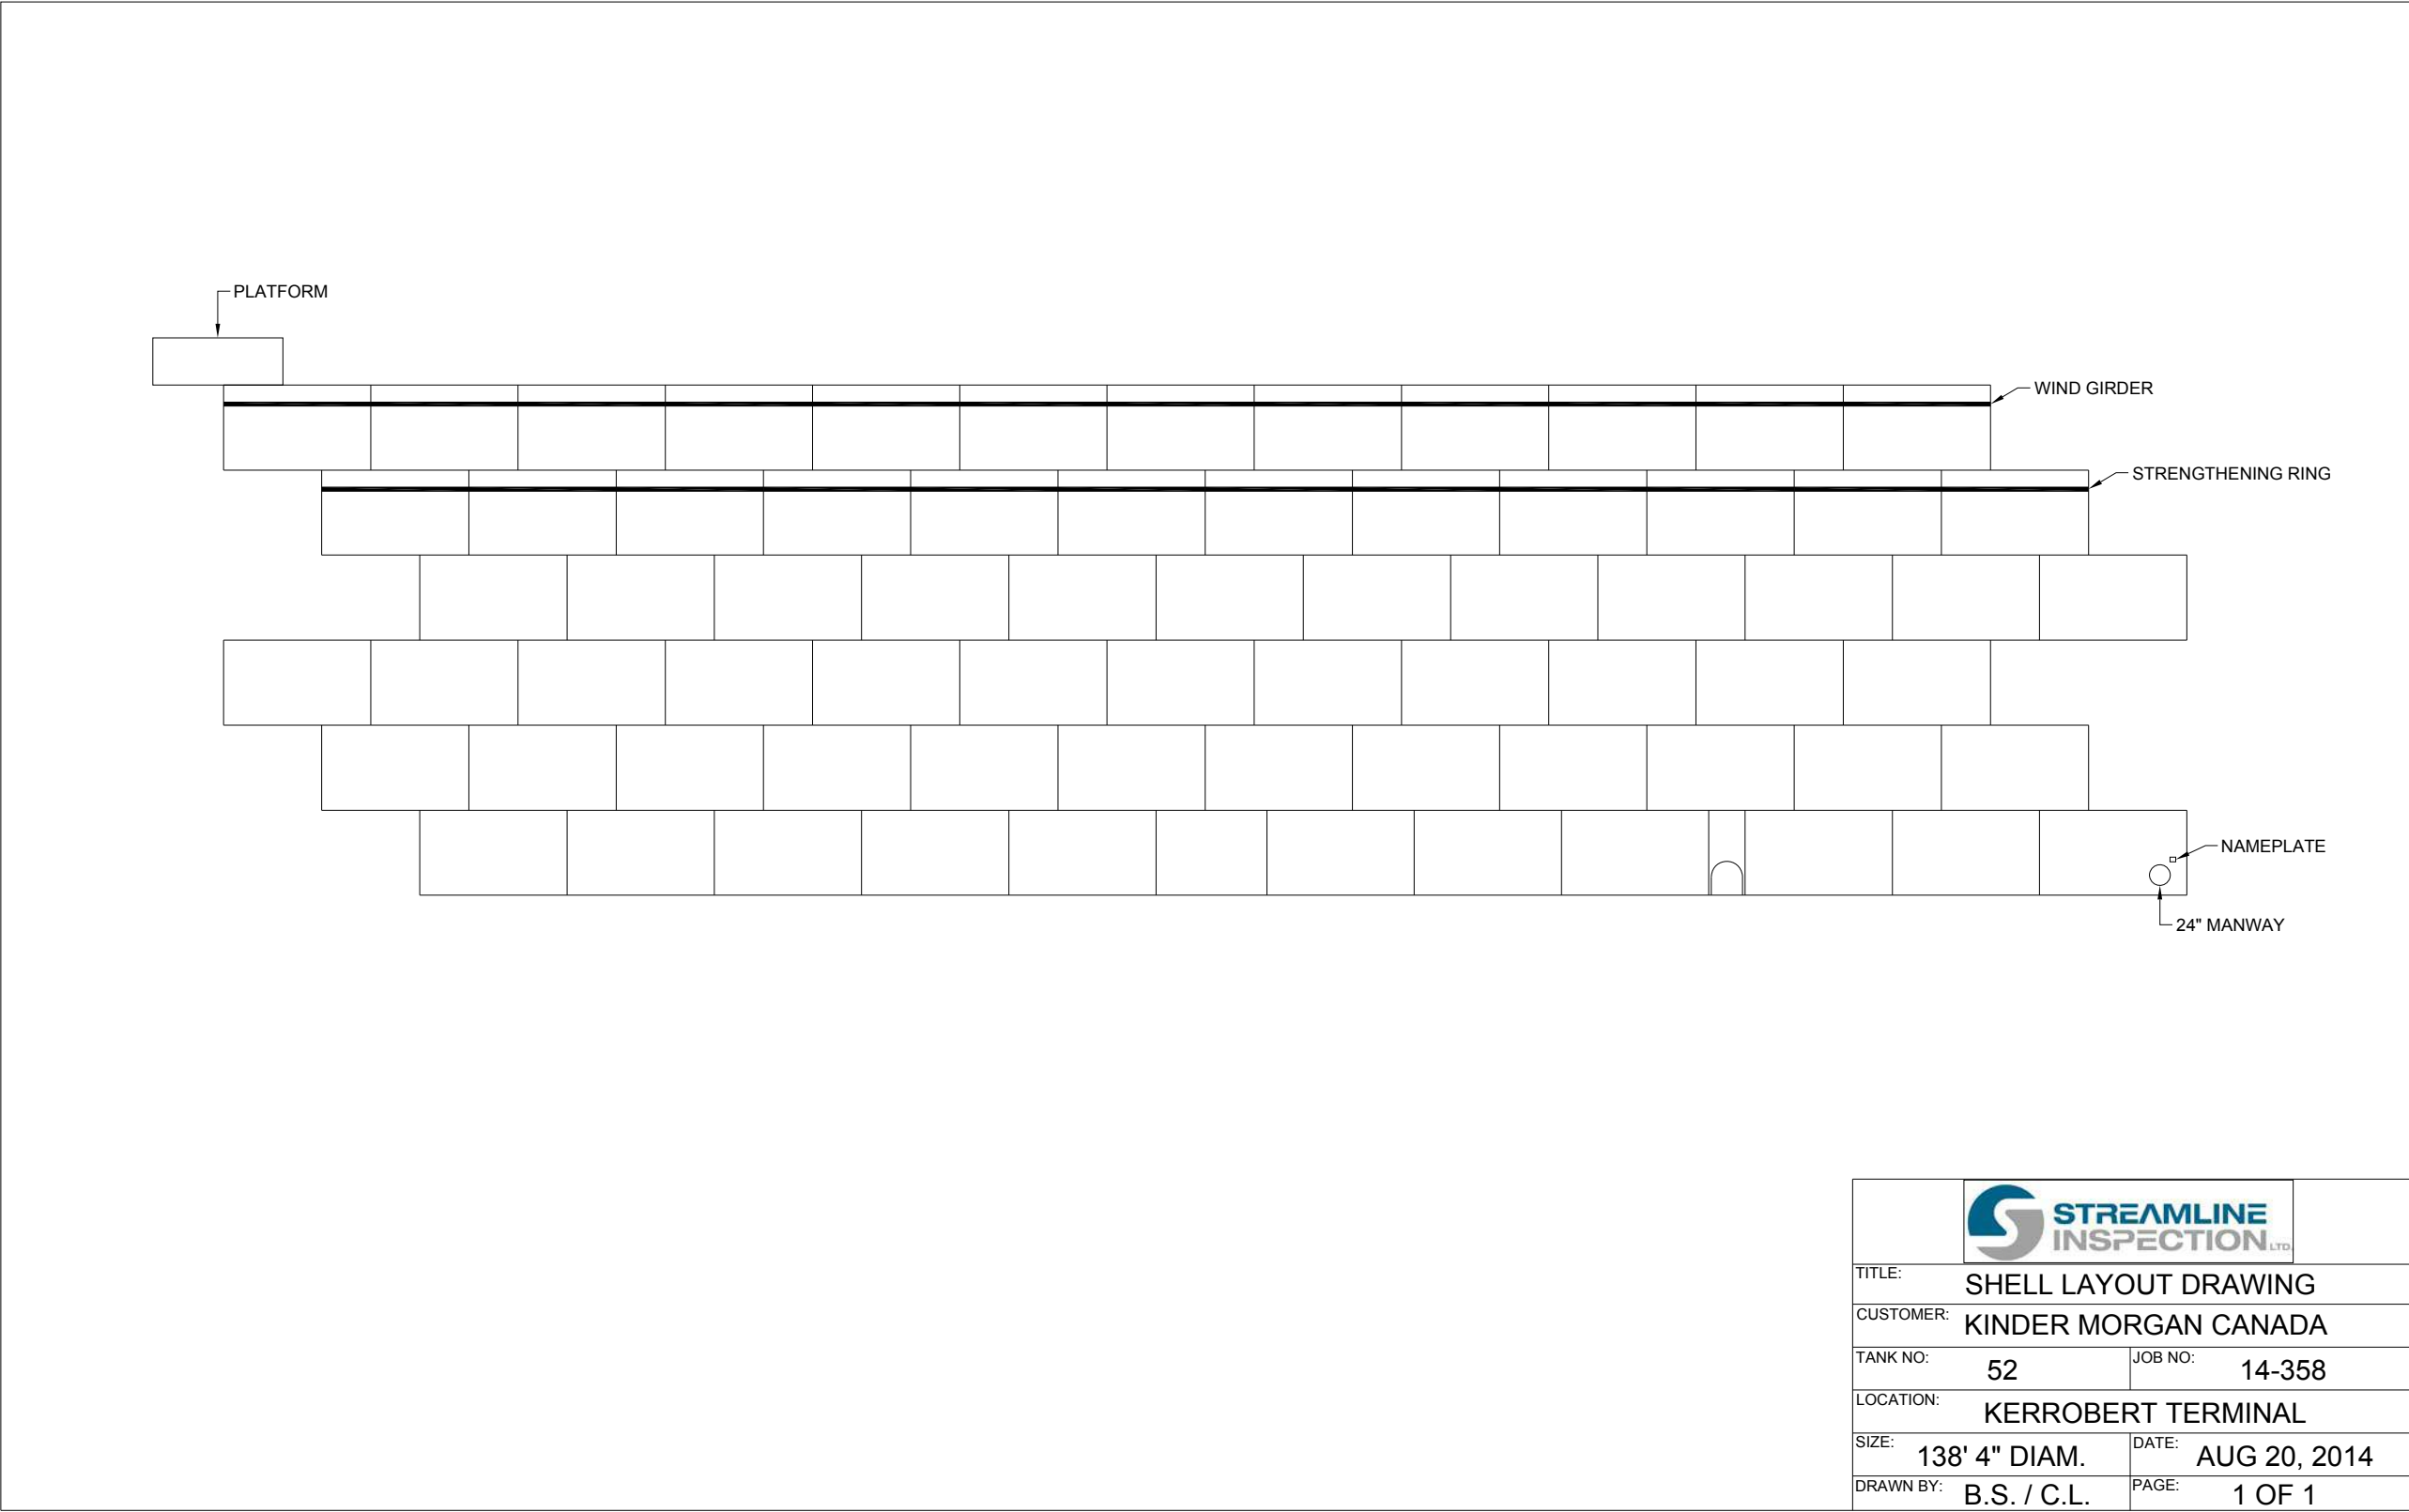 PLATFORM
WIND GIRDER
STRENGTHENING RING
NAMEPLATE
24" MANWAY
STREAMLINE
INSPECTION LTD.
TITLE: SHELL LAYOUT DRAWING
CUSTOMER: KINDER MORGAN CANADA
TANK NO: 52 JOB NO: 14-358
LOCATION: KERROBERT TERMINAL
SIZE: 138' 4" DIAM. DATE: AUG 20, 2014
DRAWN BY: B.S. / C.L. PAGE: 1 OF 1